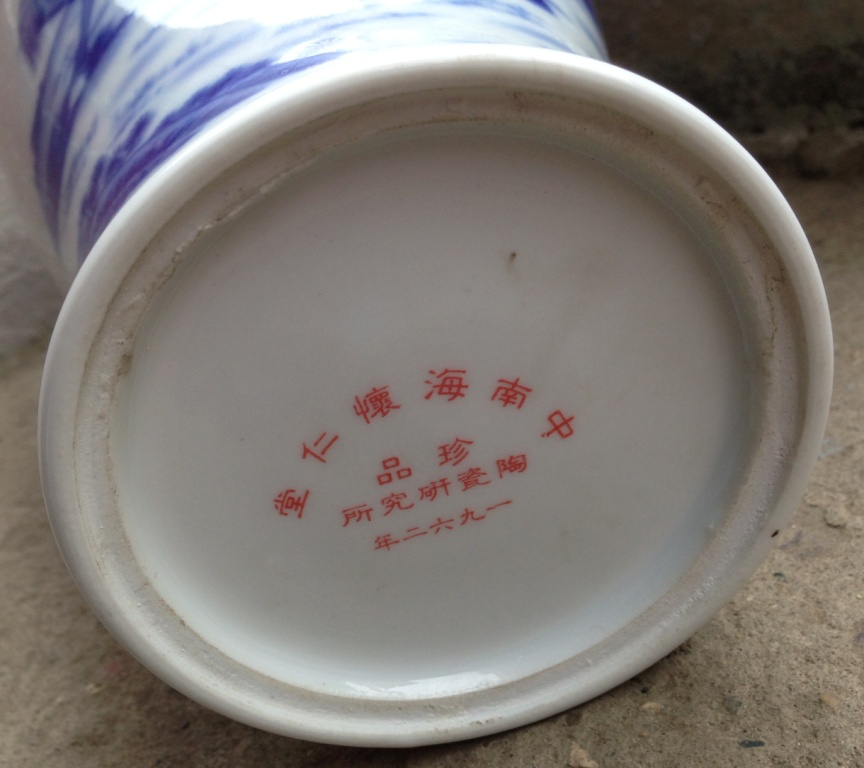 中南海懷仁堂
珍品
陶瓷研究所
一九六二年